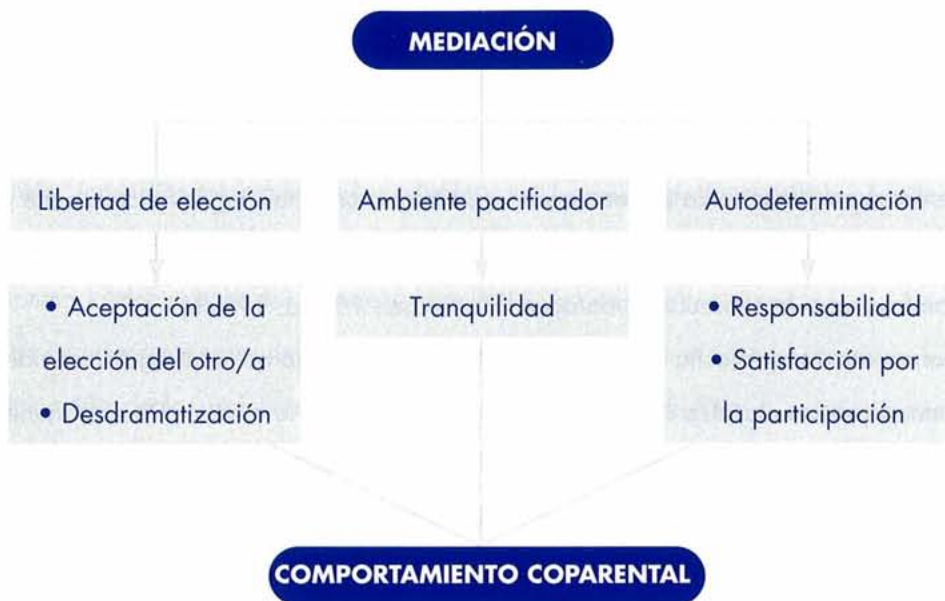 MEDIACIÓN
Libertad de elección
Ambiente pacificador
Autodeterminación
• Aceptación de la
elección del otro/a
• Desdramatización
Tranquilidad
• Responsabilidad
• Satisfacción por
la participación
COMPORTAMIENTO COPARENTAL